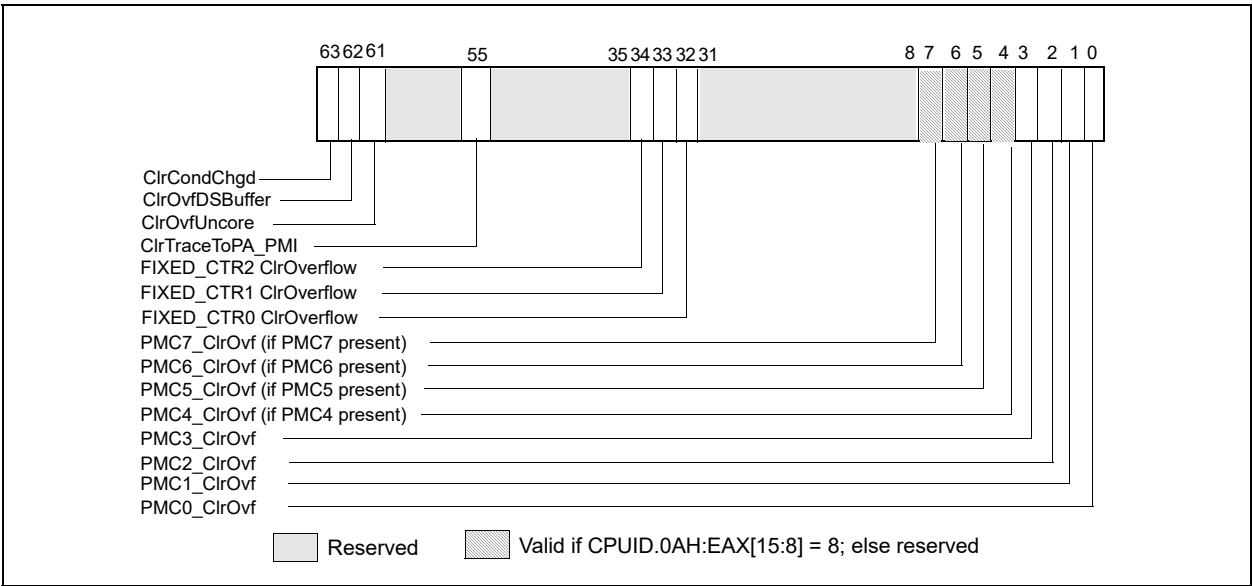 63 62 61 55 35 34 33 32 31 8 7 6 5 4 3 2 1 0
ClrCondChgd
ClrOvfDSBuffer
ClrOvfUncore
ClrTraceToPA_PMI
FIXED_CTR2 ClrOverflow
FIXED_CTR1 ClrOverflow
FIXED_CTR0 ClrOverflow
PMC7_ClrOvf (if PMC7 present)
PMC6_ClrOvf (if PMC6 present)
PMC5_ClrOvf (if PMC5 present)
PMC4_ClrOvf (if PMC4 present)
PMC3_ClrOvf
PMC2_ClrOvf
PMC1_ClrOvf
PMC0_ClrOvf
Reserved Valid if CPUID.0AH:EAX[15:8] = 8; else reserved